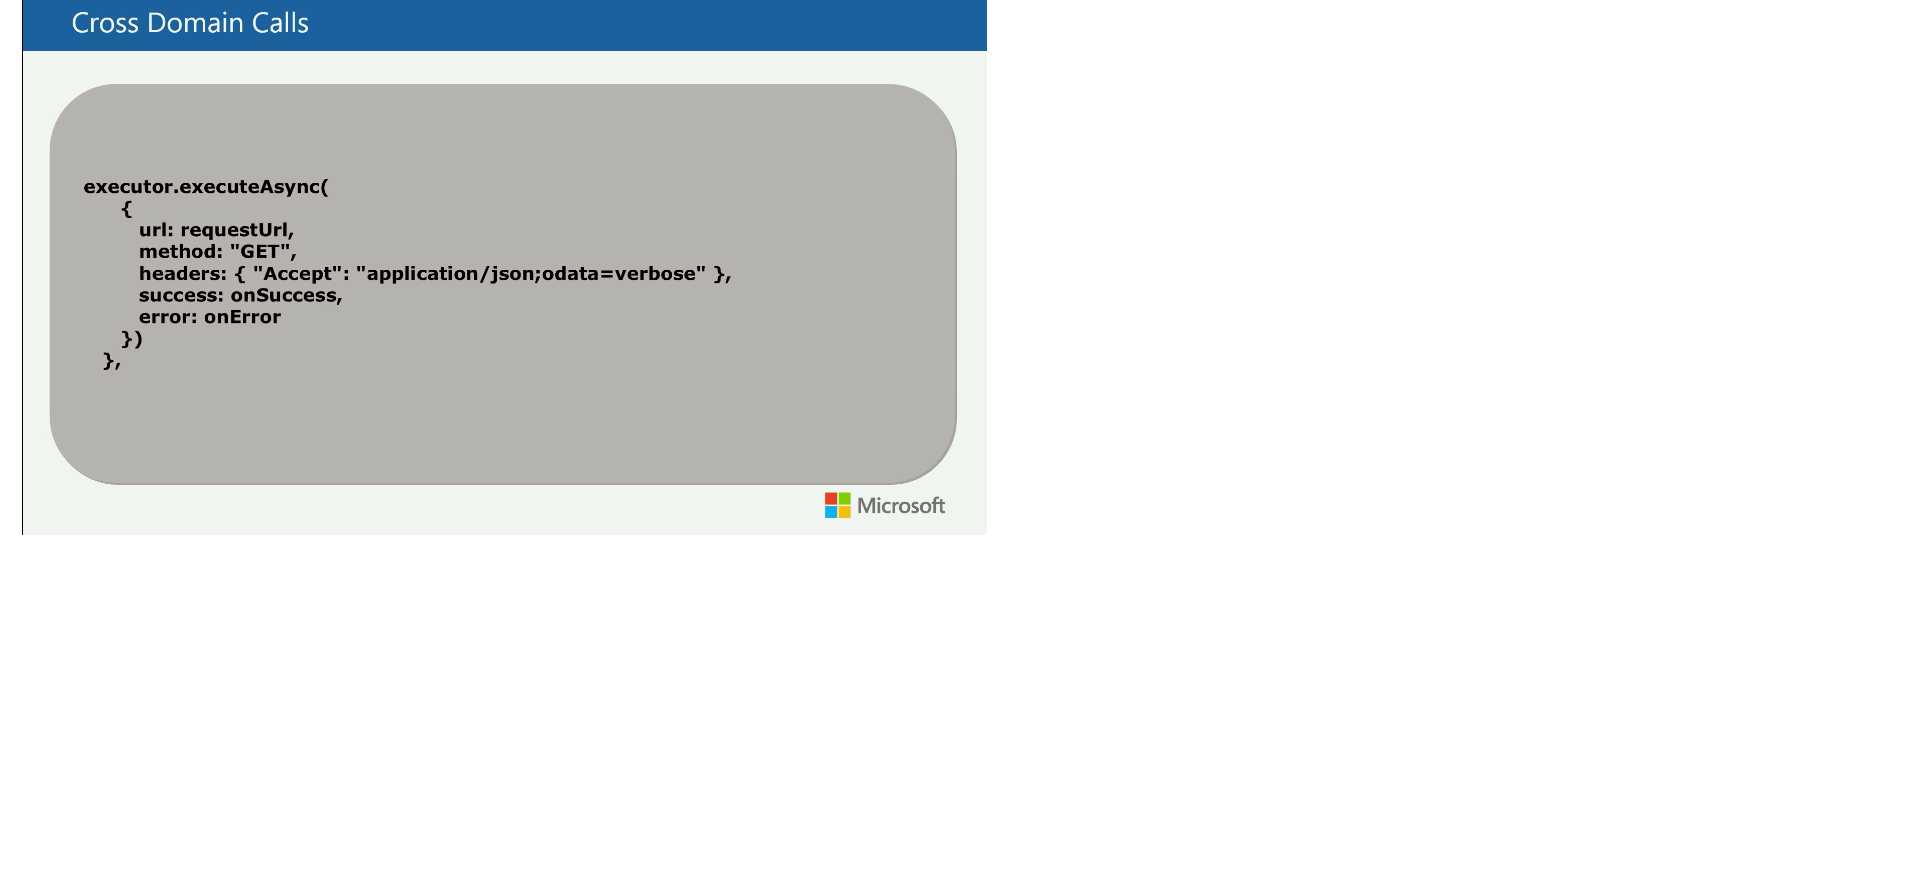 Cross Domain Calls
executor.executeAsync(
{
url: requestUrl,
method: "GET",
headers: { "Accept": "application/json;odata=verbose" },
success: onSuccess,
error: onError
})
},
Microsoft